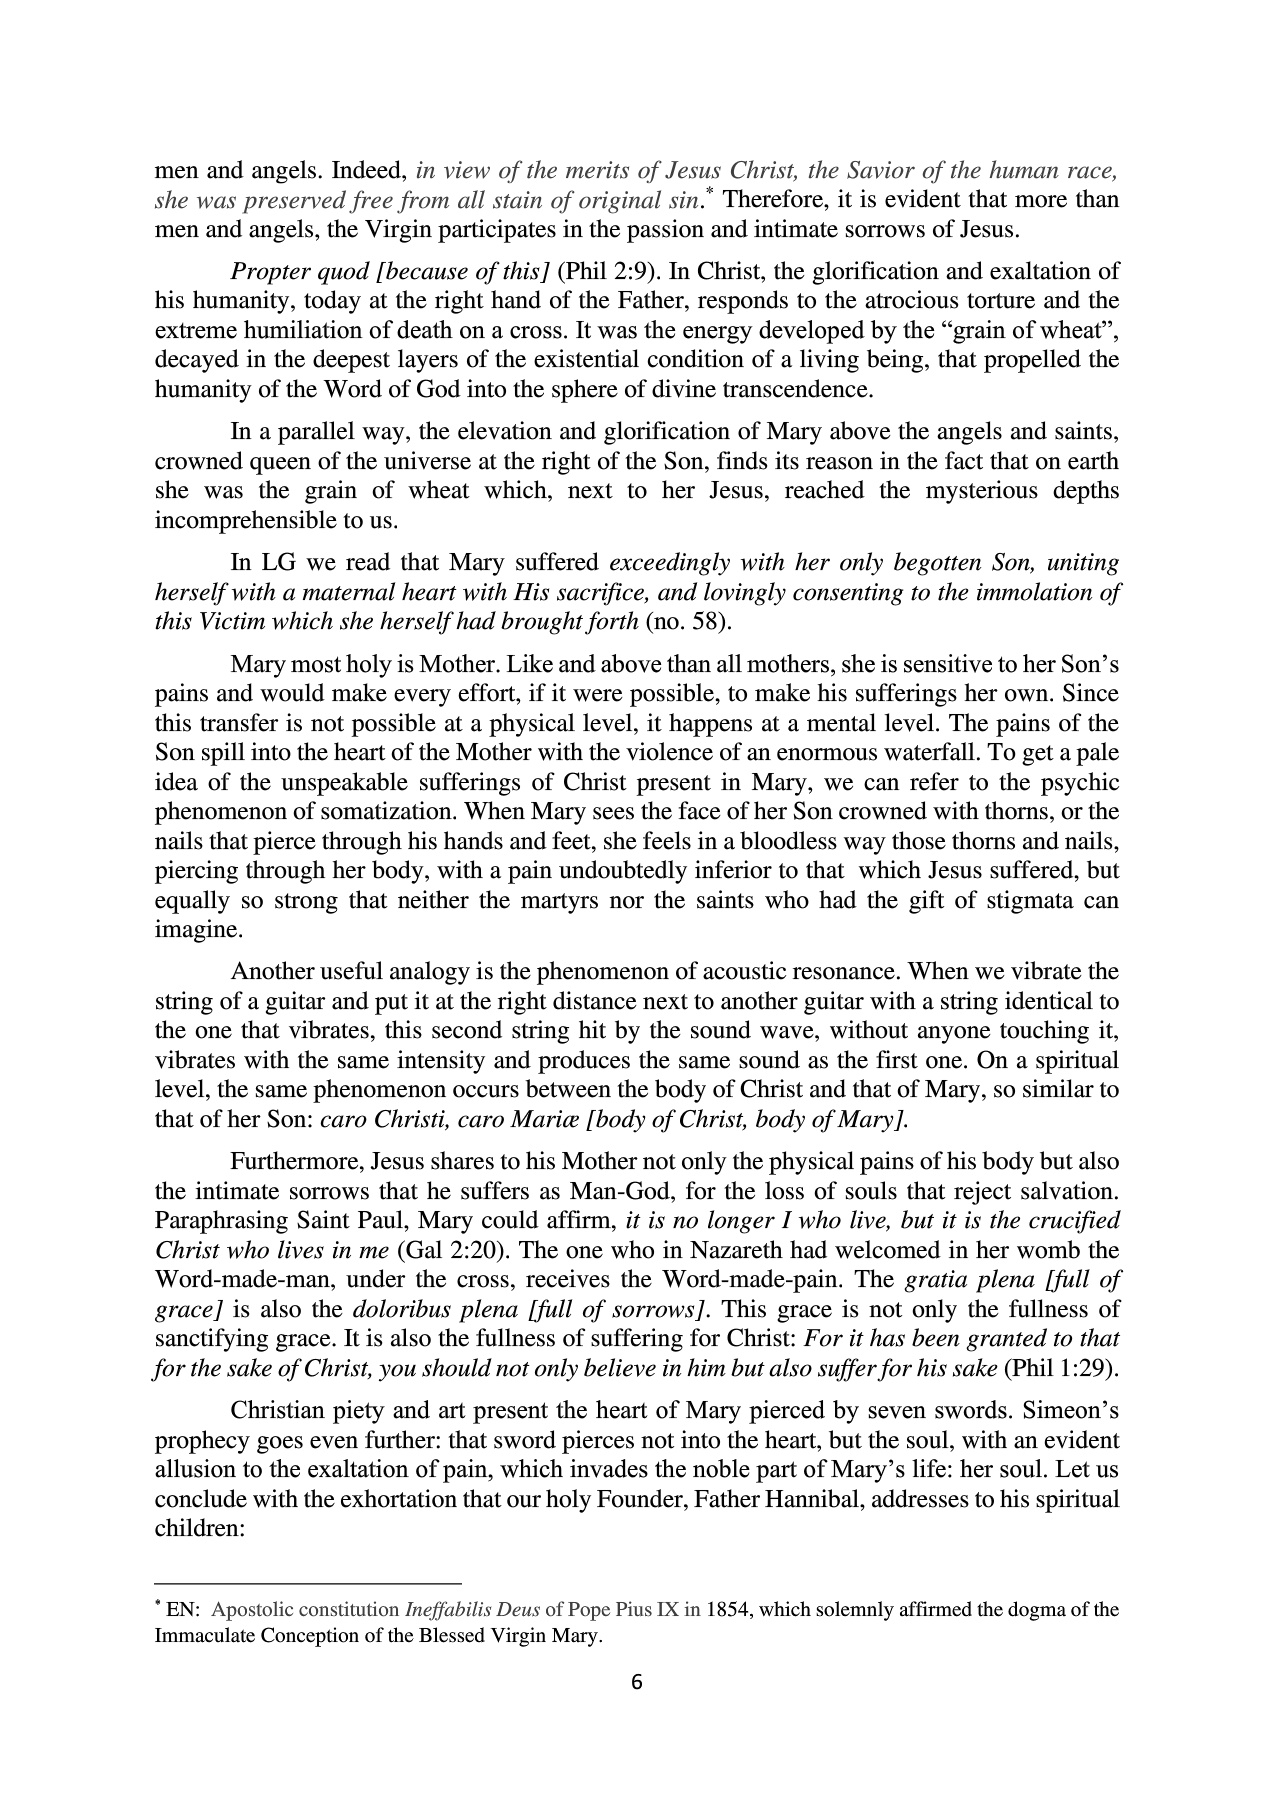 men and angels. Indeed, in view of the merits of Jesus Christ, the Savior of the human race,
she was preserved free from all stain of original sin.* Therefore, it is evident that more than
men and angels, the Virgin participates in the passion and intimate sorrows of Jesus.
Propter quod [because of this] (Phil 2:9). In Christ, the glorification and exaltation of
his humanity, today at the right hand of the Father, responds to the atrocious torture and the
extreme humiliation of death on a cross. It was the energy developed by the “grain of wheat”,
decayed in the deepest layers of the existential condition of a living being, that propelled the
humanity of the Word of God into the sphere of divine transcendence.
In a parallel way, the elevation and glorification of Mary above the angels and saints,
crowned queen of the universe at the right of the Son, finds its reason in the fact that on earth
she was the grain of wheat which, next to her Jesus, reached the mysterious depths
incomprehensible to us.
In LG we read that Mary suffered exceedingly with her only begotten Son, uniting
herself with a maternal heart with His sacrifice, and lovingly consenting to the immolation of
this Victim which she herself had brought forth (no. 58).
Mary most holy is Mother. Like and above than all mothers, she is sensitive to her Son’s
pains and would make every effort, if it were possible, to make his sufferings her own. Since
this transfer is not possible at a physical level, it happens at a mental level. The pains of the
Son spill into the heart of the Mother with the violence of an enormous waterfall. To get a pale
idea of the unspeakable sufferings of Christ present in Mary, we can refer to the psychic
phenomenon of somatization. When Mary sees the face of her Son crowned with thorns, or the
nails that pierce through his hands and feet, she feels in a bloodless way those thorns and nails,
piercing through her body, with a pain undoubtedly inferior to that which Jesus suffered, but
equally so strong that neither the martyrs nor the saints who had the gift of stigmata can
imagine.
Another useful analogy is the phenomenon of acoustic resonance. When we vibrate the
string of a guitar and put it at the right distance next to another guitar with a string identical to
the one that vibrates, this second string hit by the sound wave, without anyone touching it,
vibrates with the same intensity and produces the same sound as the first one. On a spiritual
level, the same phenomenon occurs between the body of Christ and that of Mary, so similar to
that of her Son: caro Christi, caro Mariæ [body of Christ, body of Mary].
Furthermore, Jesus shares to his Mother not only the physical pains of his body but also
the intimate sorrows that he suffers as Man-God, for the loss of souls that reject salvation.
Paraphrasing Saint Paul, Mary could affirm, it is no longer I who live, but it is the crucified
Christ who lives in me (Gal 2:20). The one who in Nazareth had welcomed in her womb the
Word-made-man, under the cross, receives the Word-made-pain. The gratia plena [full of
grace] is also the doloribus plena [full of sorrows]. This grace is not only the fullness of
sanctifying grace. It is also the fullness of suffering for Christ: For it has been granted to that
for the sake of Christ, you should not only believe in him but also suffer for his sake (Phil 1:29).
Christian piety and art present the heart of Mary pierced by seven swords. Simeon’s
prophecy goes even further: that sword pierces not into the heart, but the soul, with an evident
allusion to the exaltation of pain, which invades the noble part of Mary’s life: her soul. Let us
conclude with the exhortation that our holy Founder, Father Hannibal, addresses to his spiritual
children:
* EN: Apostolic constitution Ineffabilis Deus of Pope Pius IX in 1854, which solemnly affirmed the dogma of the
Immaculate Conception of the Blessed Virgin Mary.
6